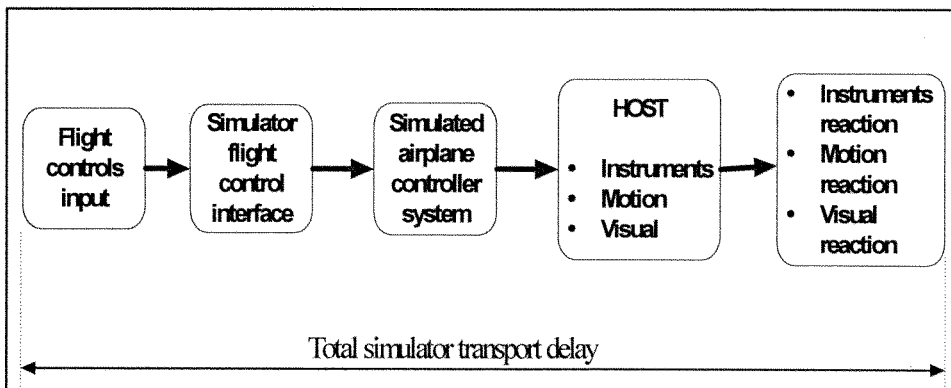 Flight
controls
input
Simulator
flight
control
interface
Simulated
airplane
controller
system
HOST
• Instruments
• Motion
• Visual
• Instruments
reaction
• Motion
reaction
• Visual
reaction
Total simulator transport delay